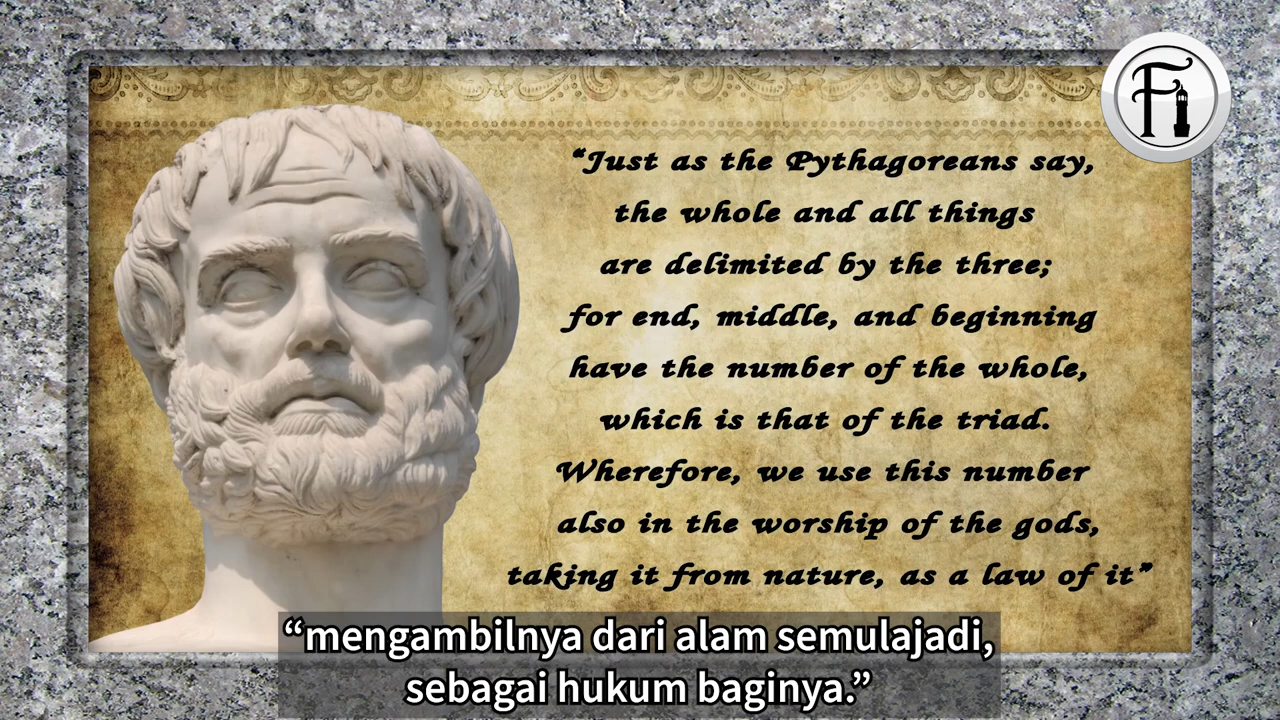 Fi
“Just as the Pythagoreans say,
the whole and all things
are delimited by the three;
for end, middle, and beginning
have the number of the whole,
which is that of the triad.
Wherefore, we use this number
also in the worship of the gods,
taking it from nature, as a law of it”
“mengambilnya dari alam semulajadi,
sebagai hukum baginya.”